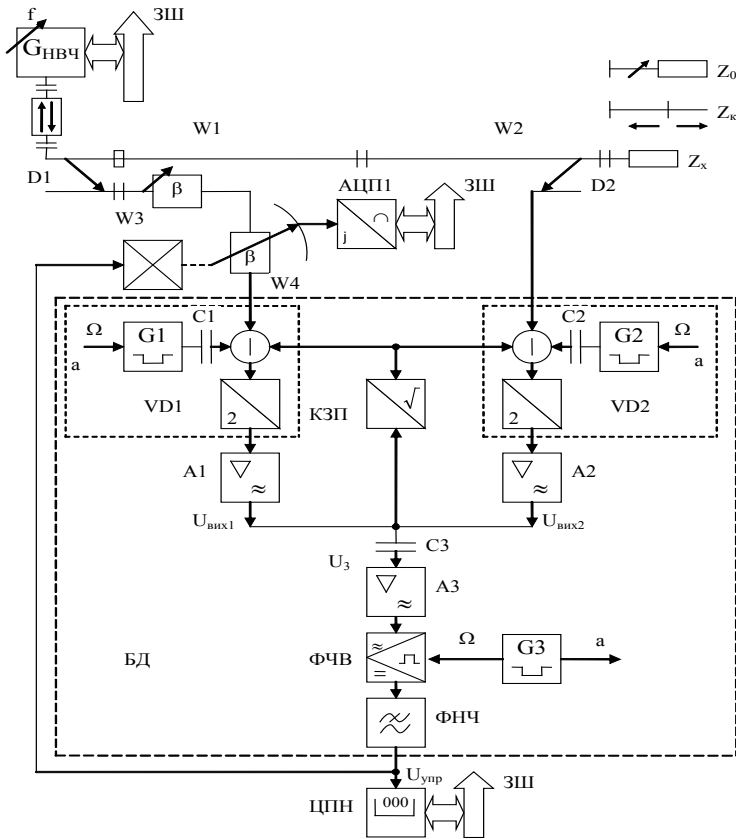 f
ЗШ
GНВЧ
Z0
W1
W2
Zк
Zх
D1
D2
W3
β
АЦП1
ЗШ
j
β
W4
Ω
C1
C2
Ω
G1
G2
a
a
VD1
КЗП
√
VD2
2
2
A1
A2
≈
≈
Uвих1
Uвих2
C3
U3
A3
≈
Ω
G3
a
БД
ФЧВ
≈
=
ФНЧ
Uупр
ЗШ
ЦПН
000